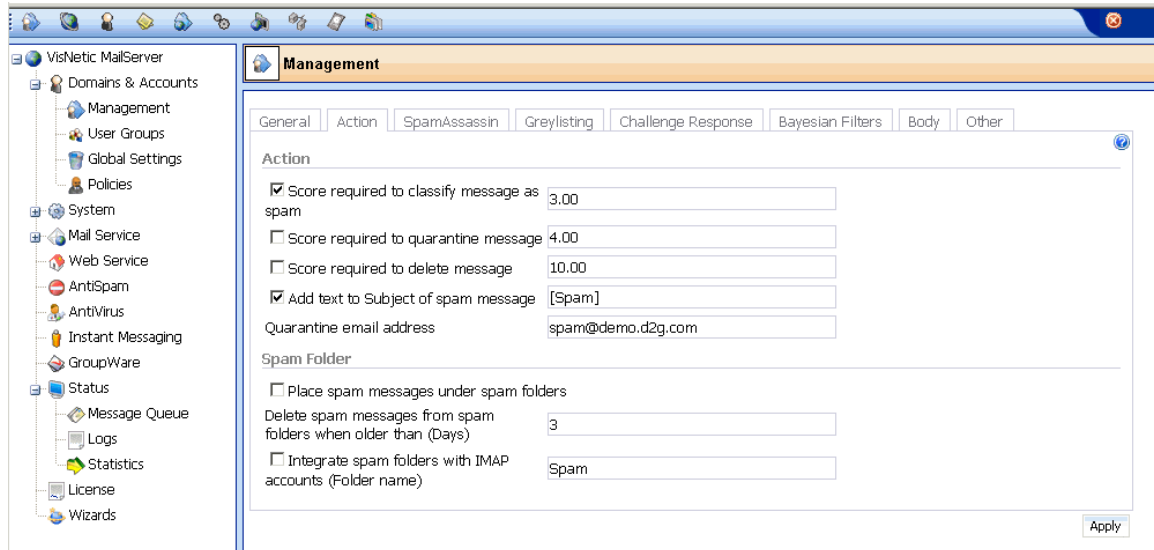 VisNetic MailServer
Domains & Accounts
Management
User Groups
Global Settings
Policies
System
Mail Service
Web Service
AntiSpam
AntiVirus
Instant Messaging
GroupWare
Status
Message Queue
Logs
Statistics
License
Wizards
Management
General Action SpamAssassin Greylisting Challenge Response Bayesian Filters Body Other
Action
Score required to classify message as
spam
3.00
Score required to quarantine message 4.00
Score required to delete message 10.00
Add text to Subject of spam message [Spam]
Quarantine email address spam@demo.d2g.com
Spam Folder
Place spam messages under spam folders
Delete spam messages from spam
folders when older than (Days)
3
Integrate spam folders with IMAP
accounts (Folder name)
Spam
Apply